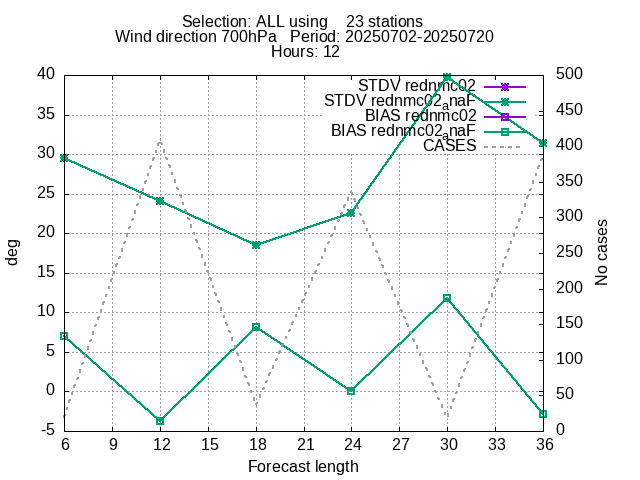 Selection: ALL using    23 stations
Wind direction 700hPa   Period: 20250702-20250720
Hours: 12
STDV rednmc02
STDV rednmc02_anaF
BIAS rednmc02
BIAS rednmc02_anaF
CASES
deg
40
35
30
25
20
15
10
5
0
-5
No cases
500
450
400
350
300
250
200
150
100
50
0
6 9 12 15 18 21 24 27 30 33 36
Forecast length